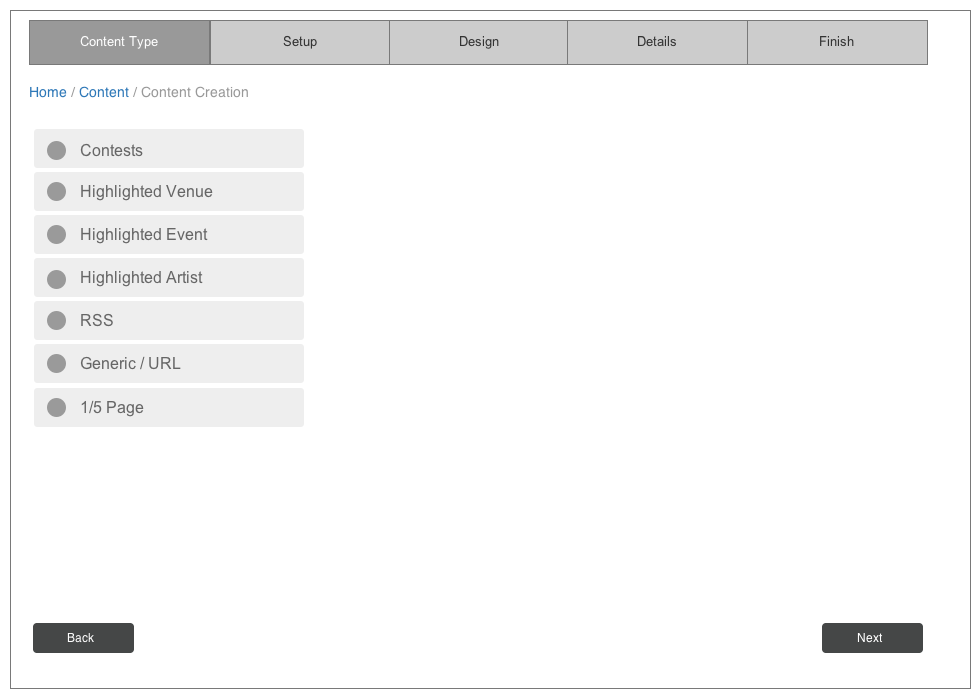 Content Type Setup Design Details Finish
Home / Content / Content Creation
Contests
Highlighted Venue
Highlighted Event
Highlighted Artist
RSS
Generic / URL
1/5 Page
Back Next